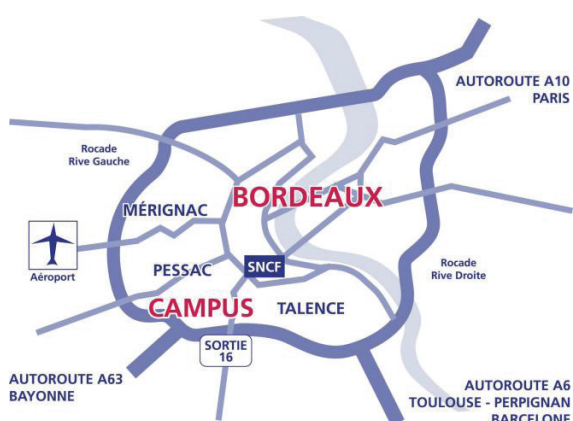 AUTOROUTE A10
PARIS
Rocade
Rive Gauche
BORDEAUX
MÉRIGNAC
Aéroport
PESSAC
SNCF
Rocade
Rive Droite
CAMPUS
TALENCE
SORTIE
16
AUTOROUTE A63
BAYONNE
AUTOROUTE A6
TOULOUSE - PERPIGNAN
BARCELONE